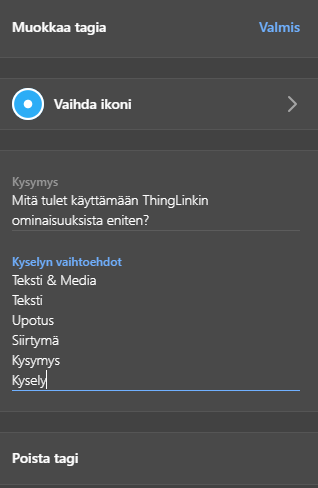 Muokkaa tagia Valmis
Vaihda ikoni
Kysymys
Mitä tulet käyttämään ThingLinkin
ominaisuuksista eniten?
Kyselyn vaihtoehdot
Teksti & Media
Teksti
Upotus
Siirtymä
Kysymys
Kysely
Poista tagi